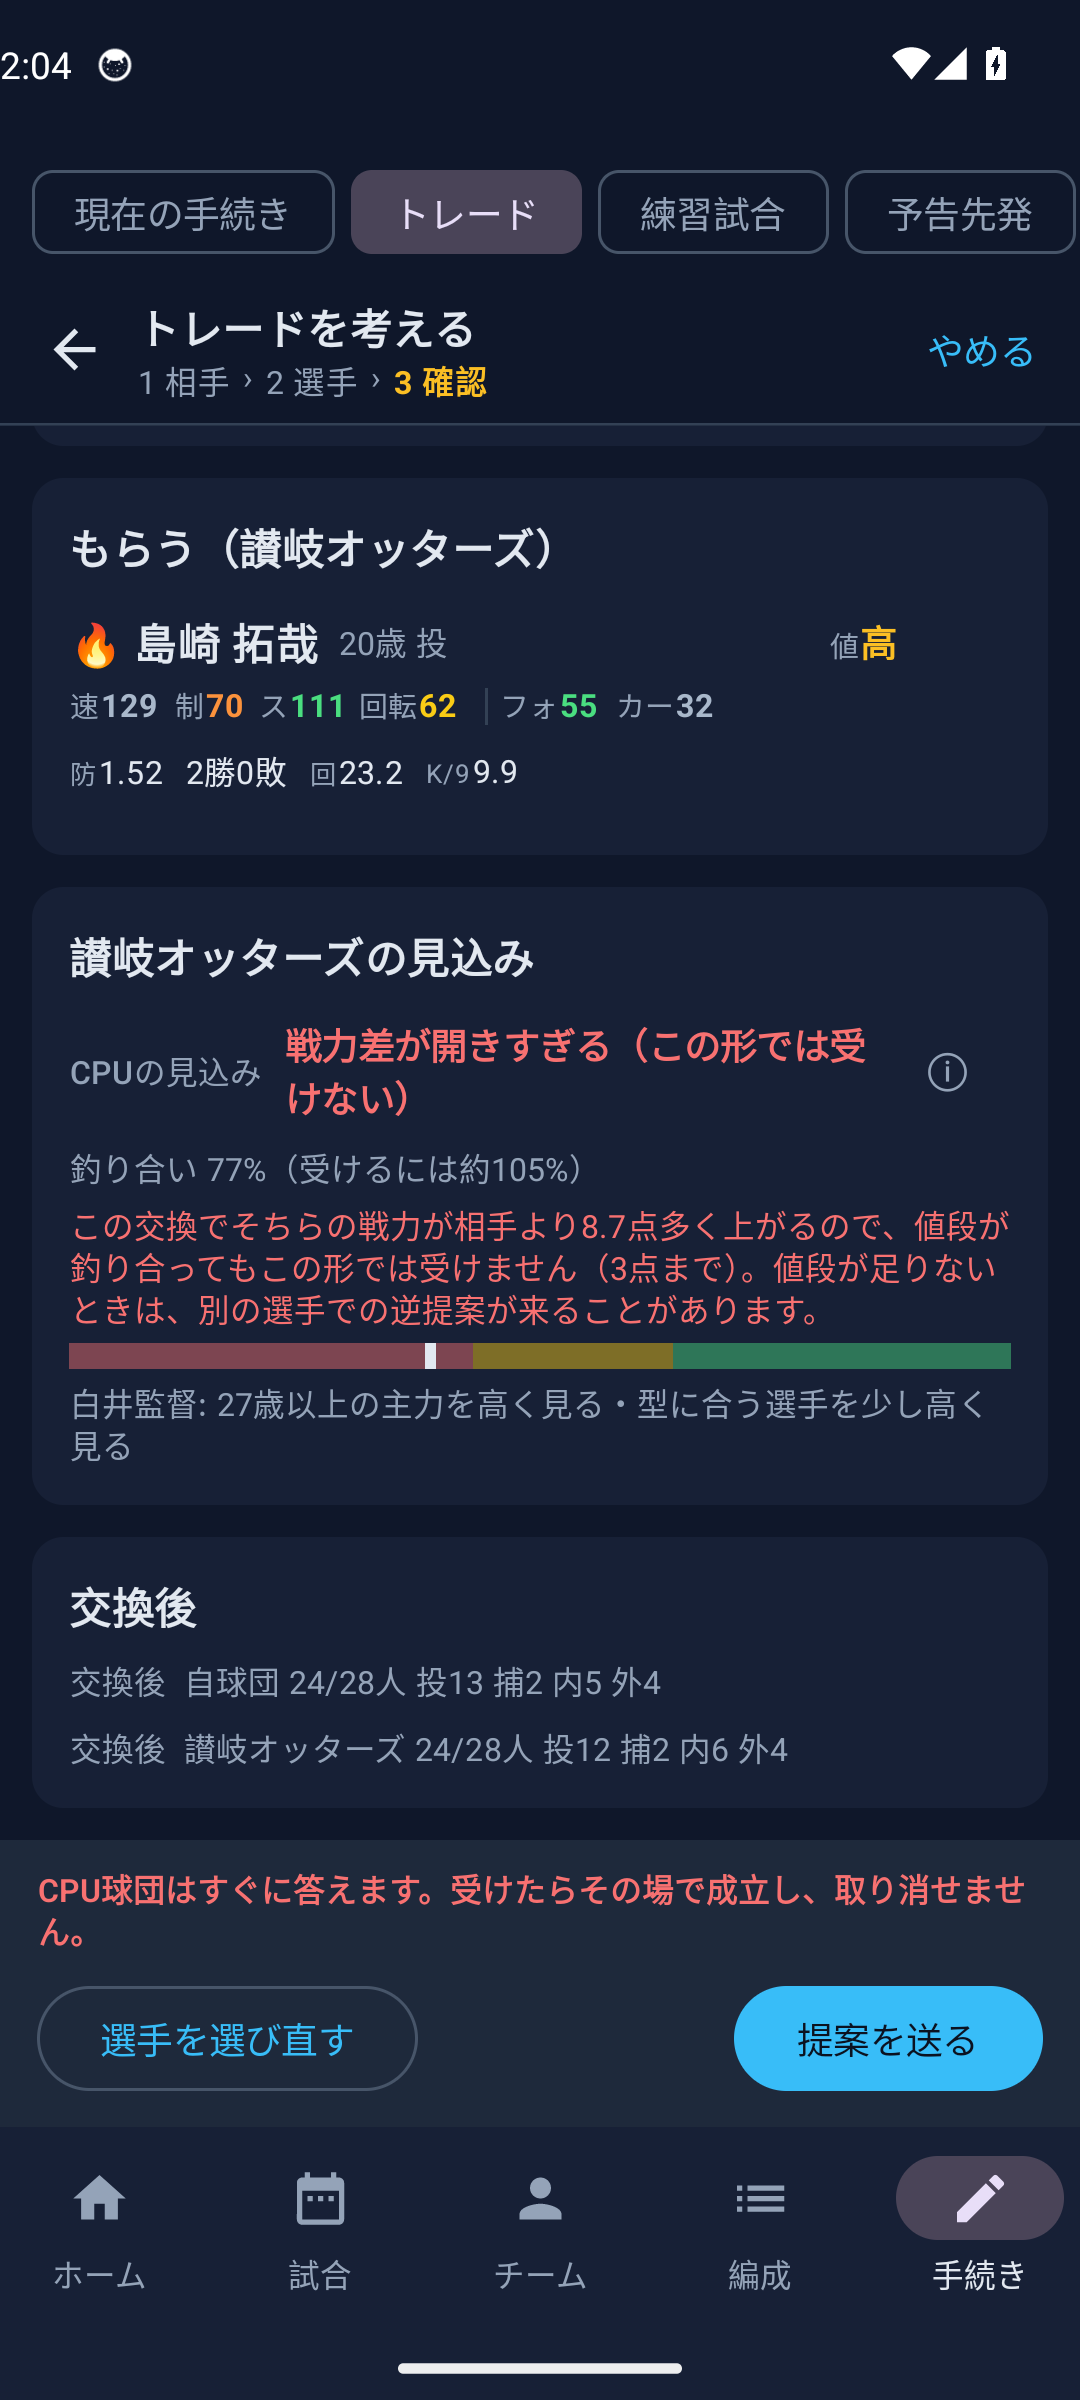 2:04
現在の手続き トレード 練習試合 予告先発
トレードを考える
1 相手 › 2 選手 › 3 確認
やめる
もらう（讃岐オッターズ）
🔥 島崎 拓哉 20歳 投 値高
速129 制70 ス111 回転62 フォ55 カー32
防1.52 2勝0敗 回23.2 K/9 9.9
讃岐オッターズの見込み
CPUの見込み 戦力差が開きすぎる（この形では受
けない）
釣り合い 77%（受けるには約105%）
この交換でそちらの戦力が相手より8.7点多く上がるので、値段が
釣り合ってもこの形では受けません（3点まで）。値段が足りない
ときは、別の選手での逆提案が来ることがあります。
白井監督: 27歳以上の主力を高く見る・型に合う選手を少し高く
見る
交換後
交換後 自球団 24/28人 投13 捕2 内5 外4
交換後 讃岐オッターズ 24/28人 投12 捕2 内6 外4
CPU球団はすぐに答えます。受けたらその場で成立し、取り消せませ
ん。
選手を選び直す 提案を送る
ホーム 試合 チーム 編成 手続き